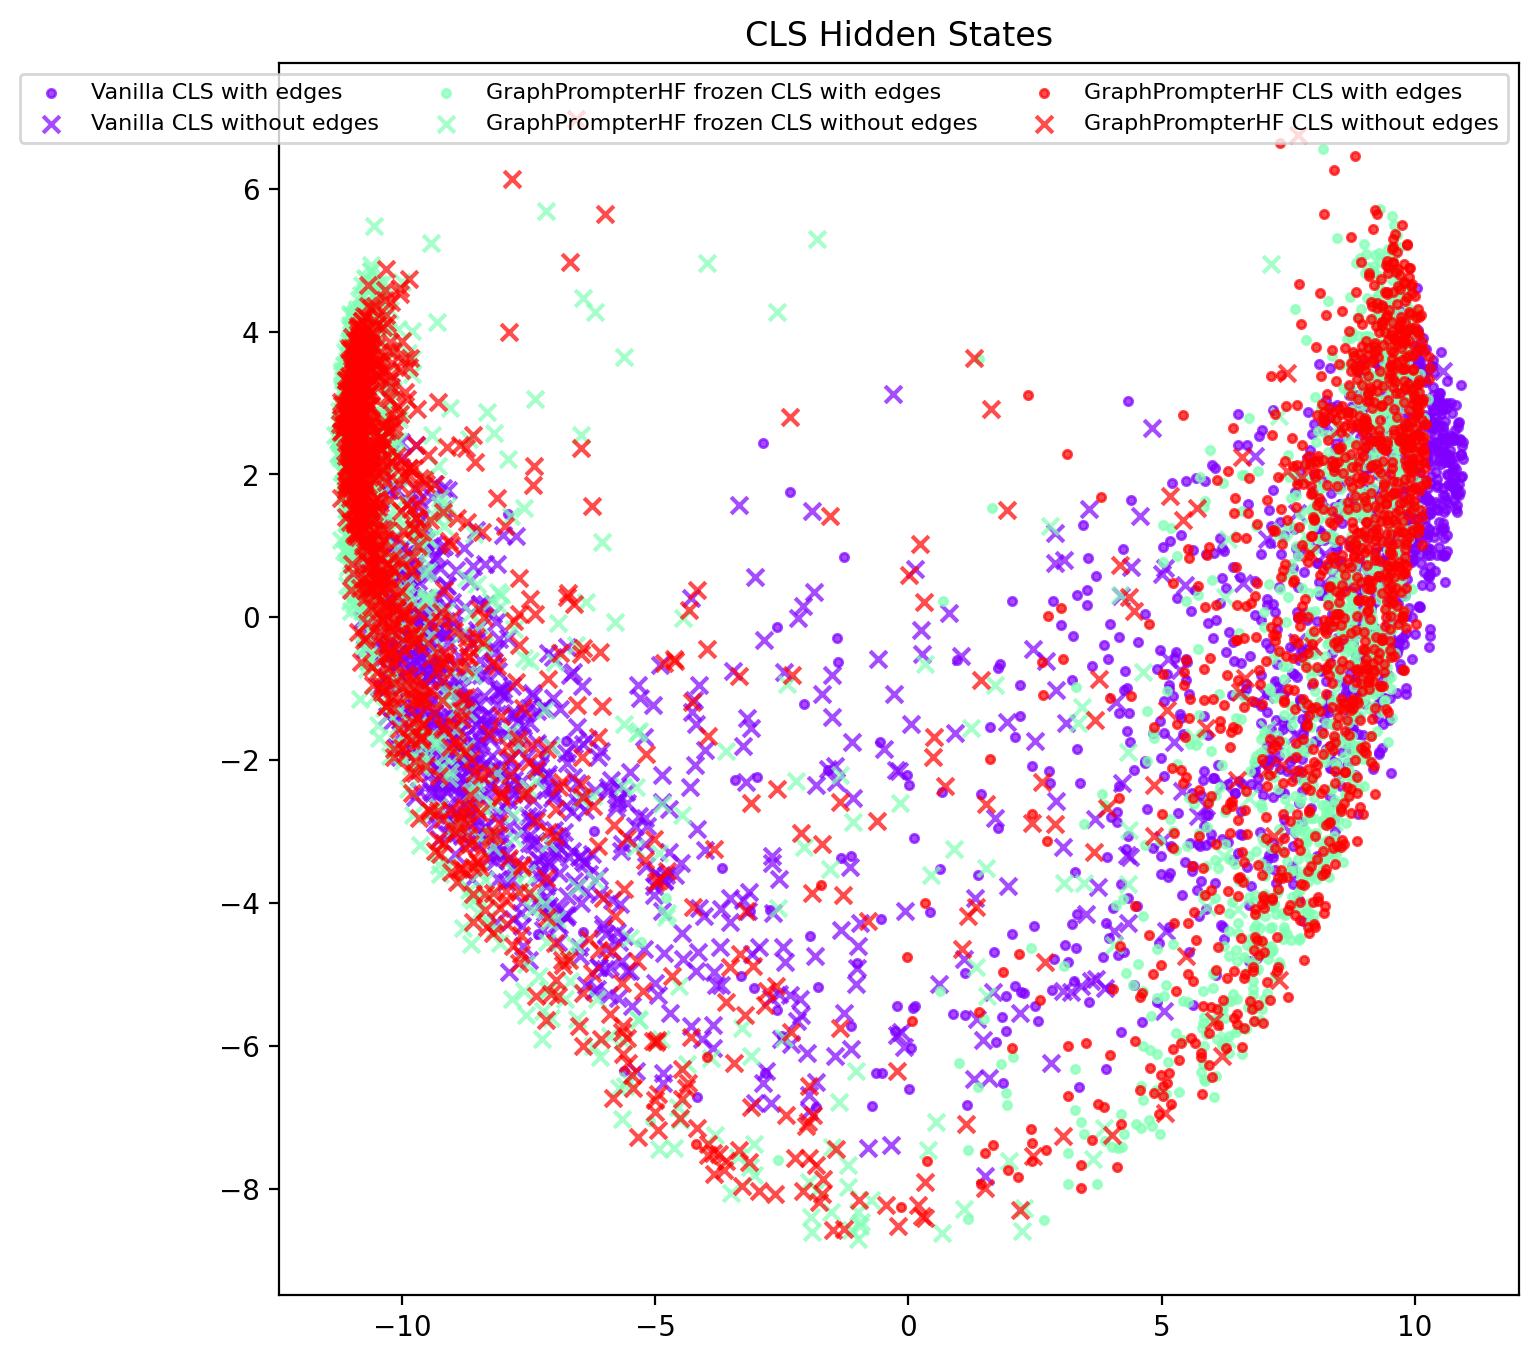 CLS Hidden States
Vanilla CLS with edges
Vanilla CLS without edges
GraphPrompterHF frozen CLS with edges
GraphPrompterHF frozen CLS without edges
GraphPrompterHF CLS with edges
GraphPrompterHF CLS without edges
6
4
2
0
−2
−4
−6
−8
−10
−5
0
5
10